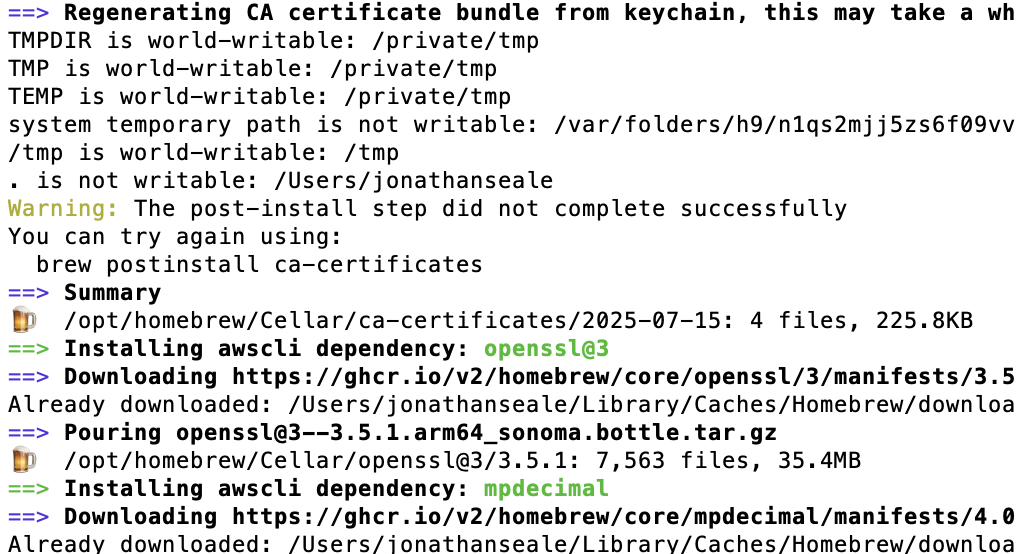 ==> Regenerating CA certificate bundle from keychain, this may take a wh
TMPDIR is world-writable: /private/tmp
TMP is world-writable: /private/tmp
TEMP is world-writable: /private/tmp
system temporary path is not writable: /var/folders/h9/n1qs2mjj5zs6f09vv
/tmp is world-writable: /tmp
. is not writable: /Users/jonathanseale
Warning: The post-install step did not complete successfully
You can try again using:
  brew postinstall ca-certificates
==> Summary
🍺  /opt/homebrew/Cellar/ca-certificates/2025-07-15: 4 files, 225.8KB
==> Installing awscli dependency: openssl@3
==> Downloading https://ghcr.io/v2/homebrew/core/openssl/3/manifests/3.5
Already downloaded: /Users/jonathanseale/Library/Caches/Homebrew/downloa
==> Pouring openssl@3--3.5.1.arm64_sonoma.bottle.tar.gz
🍺  /opt/homebrew/Cellar/openssl@3/3.5.1: 7,563 files, 35.4MB
==> Installing awscli dependency: mpdecimal
==> Downloading https://ghcr.io/v2/homebrew/core/mpdecimal/manifests/4.0
Already downloaded: /Users/jonathanseale/Library/Caches/Homebrew/downloa